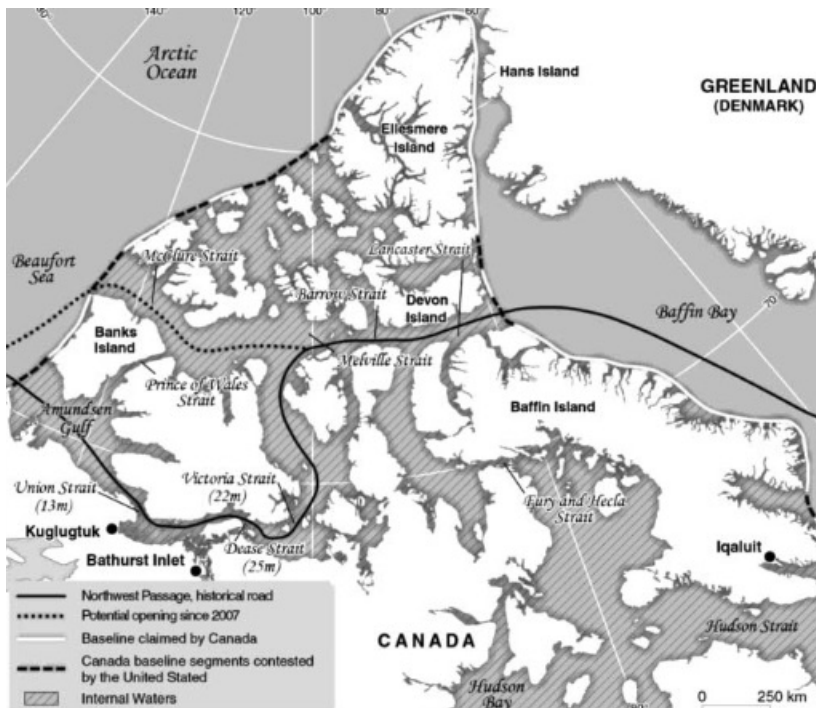 140°
120°
100°
80°
60°
Arctic
Ocean
Hans Island
GREENLAND
(DENMARK)
Ellesmere
Island
Beaufort
Sea
McClure Strait
Lancaster Strait
Barrow Strait
Devon
Island
Baffin Bay
70
Banks
Island
Melville Strait
Prince of Wales
Strait
Amundsen
Gulf
Baffin Island
Victoria Strait
(22m)
Union Strait
(13m)
Fury and Hecla
Strait
Kuglugtuk
Dease Strait
(25m)
Bathurst Inlet
Iqaluit
Northwest Passage, historical road
Potential opening since 2007
Baseline claimed by Canada
Canada baseline segments contested
by the United Stated
Internal Waters
CANADA
Hudson Strait
Hudson
Bay
0 250 km